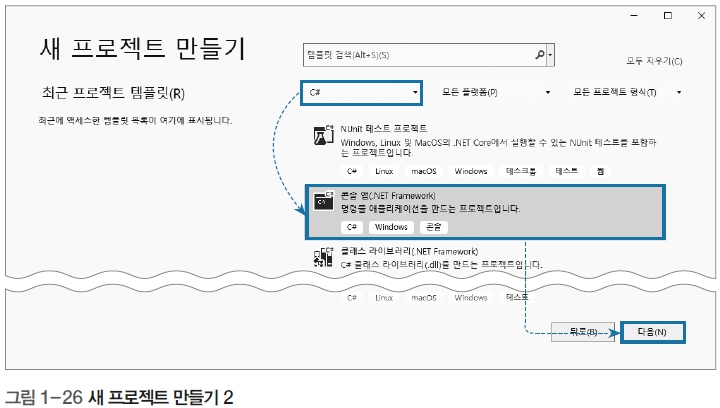 새 프로젝트 만들기
템플릿 검색(Alt+S)(S)
모두 지우기(C)
최근 프로젝트 템플릿(R)
C#
모든 플랫폼(P)
모든 프로젝트 형식(T)
최근에 액세스한 템플릿 목록이 여기에 표시됩니다.
NUnit 테스트 프로젝트
Windows, Linux 및 MacOS의 .NET Core에서 실행할 수 있는 NUnit 테스트를 포함하
는 프로젝트입니다.
C# Linux macOS Windows 데스크톱 테스트 웹
콘솔 앱(.NET Framework)
명령줄 애플리케이션을 만드는 프로젝트입니다.
C# Windows 콘솔
클래스 라이브러리(.NET Framework)
C# 클래스 라이브러리(.dll)를 만드는 프로젝트입니다.
C# Linux macOS Windows 테스트
뒤로(B) 다음(N)
그림 1-26 새 프로젝트 만들기 2